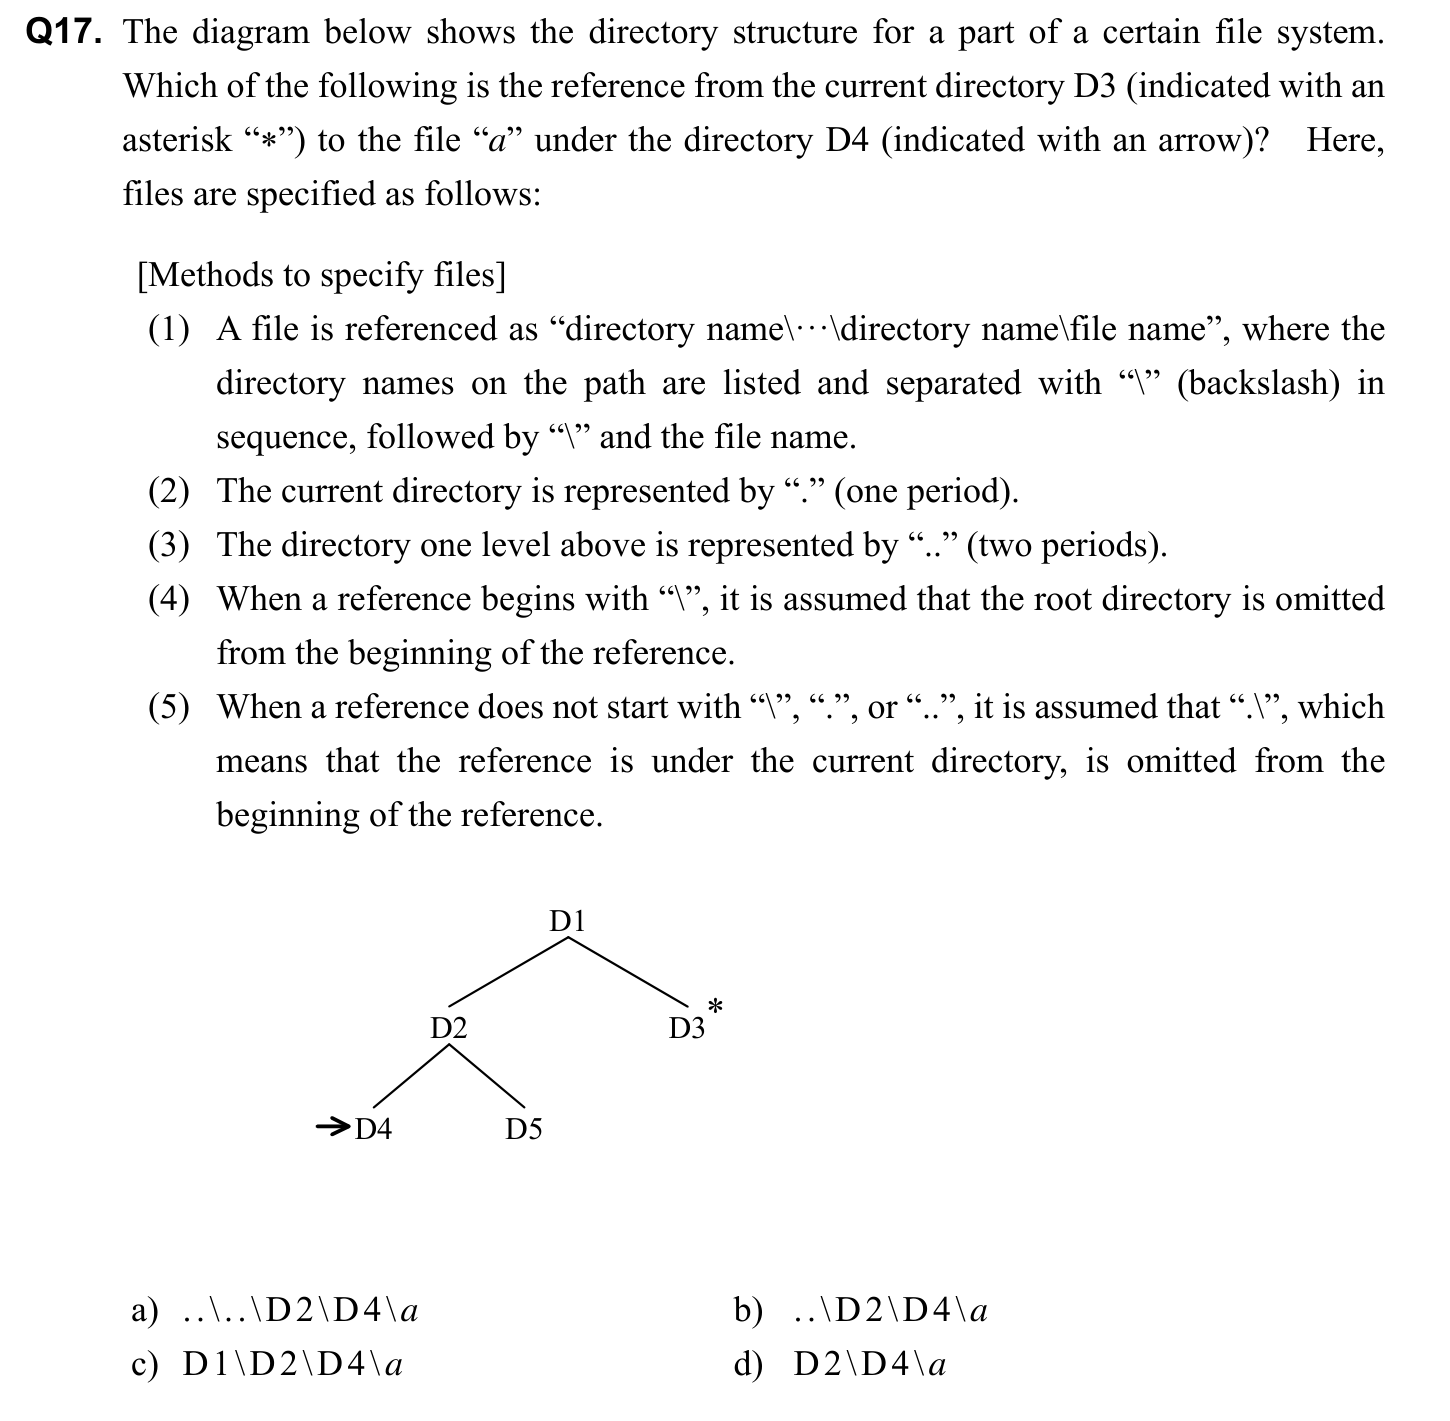 Q17. The diagram below shows the directory structure for a part of a certain file system.
Which of the following is the reference from the current directory D3 (indicated with an
asterisk “*”) to the file “a” under the directory D4 (indicated with an arrow)? Here,
files are specified as follows:
[Methods to specify files]
(1) A file is referenced as “directory name\···\directory name\file name”, where the
directory names on the path are listed and separated with “\” (backslash) in
sequence, followed by “\” and the file name.
(2) The current directory is represented by “.” (one period).
(3) The directory one level above is represented by “..” (two periods).
(4) When a reference begins with “\”, it is assumed that the root directory is omitted
from the beginning of the reference.
(5) When a reference does not start with “\”, “.”, or “..”, it is assumed that “.\”, which
means that the reference is under the current directory, is omitted from the
beginning of the reference.
D1
D2 D3*
→D4 D5
a) ..\..\D2\D4\a b) ..\D2\D4\a
c) D1\D2\D4\a d) D2\D4\a